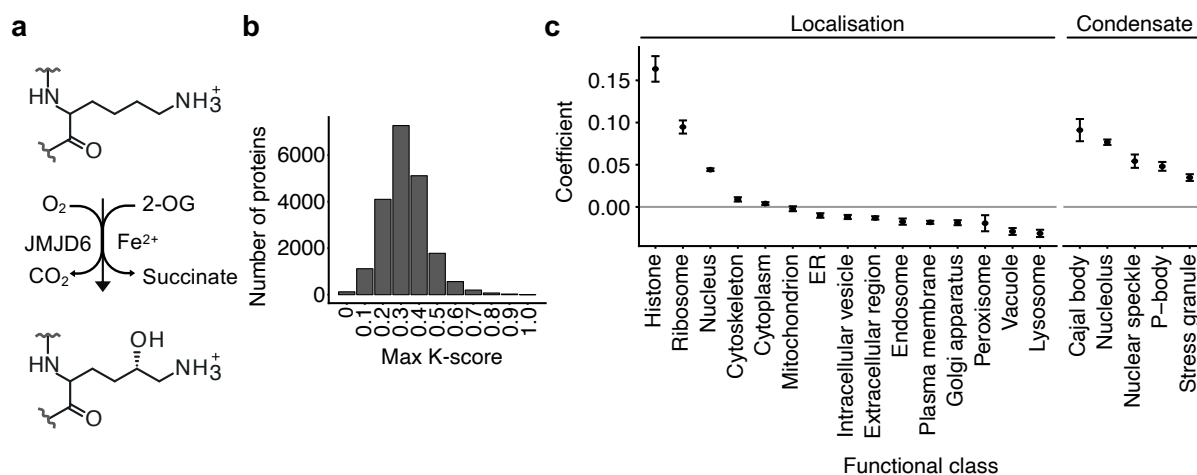 a
HN
NH3+
O
O2
2-OG
JMJD6
Fe2+
CO2
Succinate
OH
HN
NH3+
O
b
Number of proteins
6000
4000
2000
0
0
0.1
0.2
0.3
0.4
0.5
0.6
0.7
0.8
0.9
1.0
Max K-score
c
Localisation
Condensate
Coefficient
0.15
0.10
0.05
0.00
Histone
Ribosome
Nucleus
Cytoskeleton
Cytoplasm
Mitochondrion
ER
Intracellular vesicle
Extracellular region
Endosome
Plasma membrane
Golgi apparatus
Peroxisome
Vacuole
Lysosome
Cajal body
Nucleolus
Nuclear speckle
P-body
Stress granule
Functional class